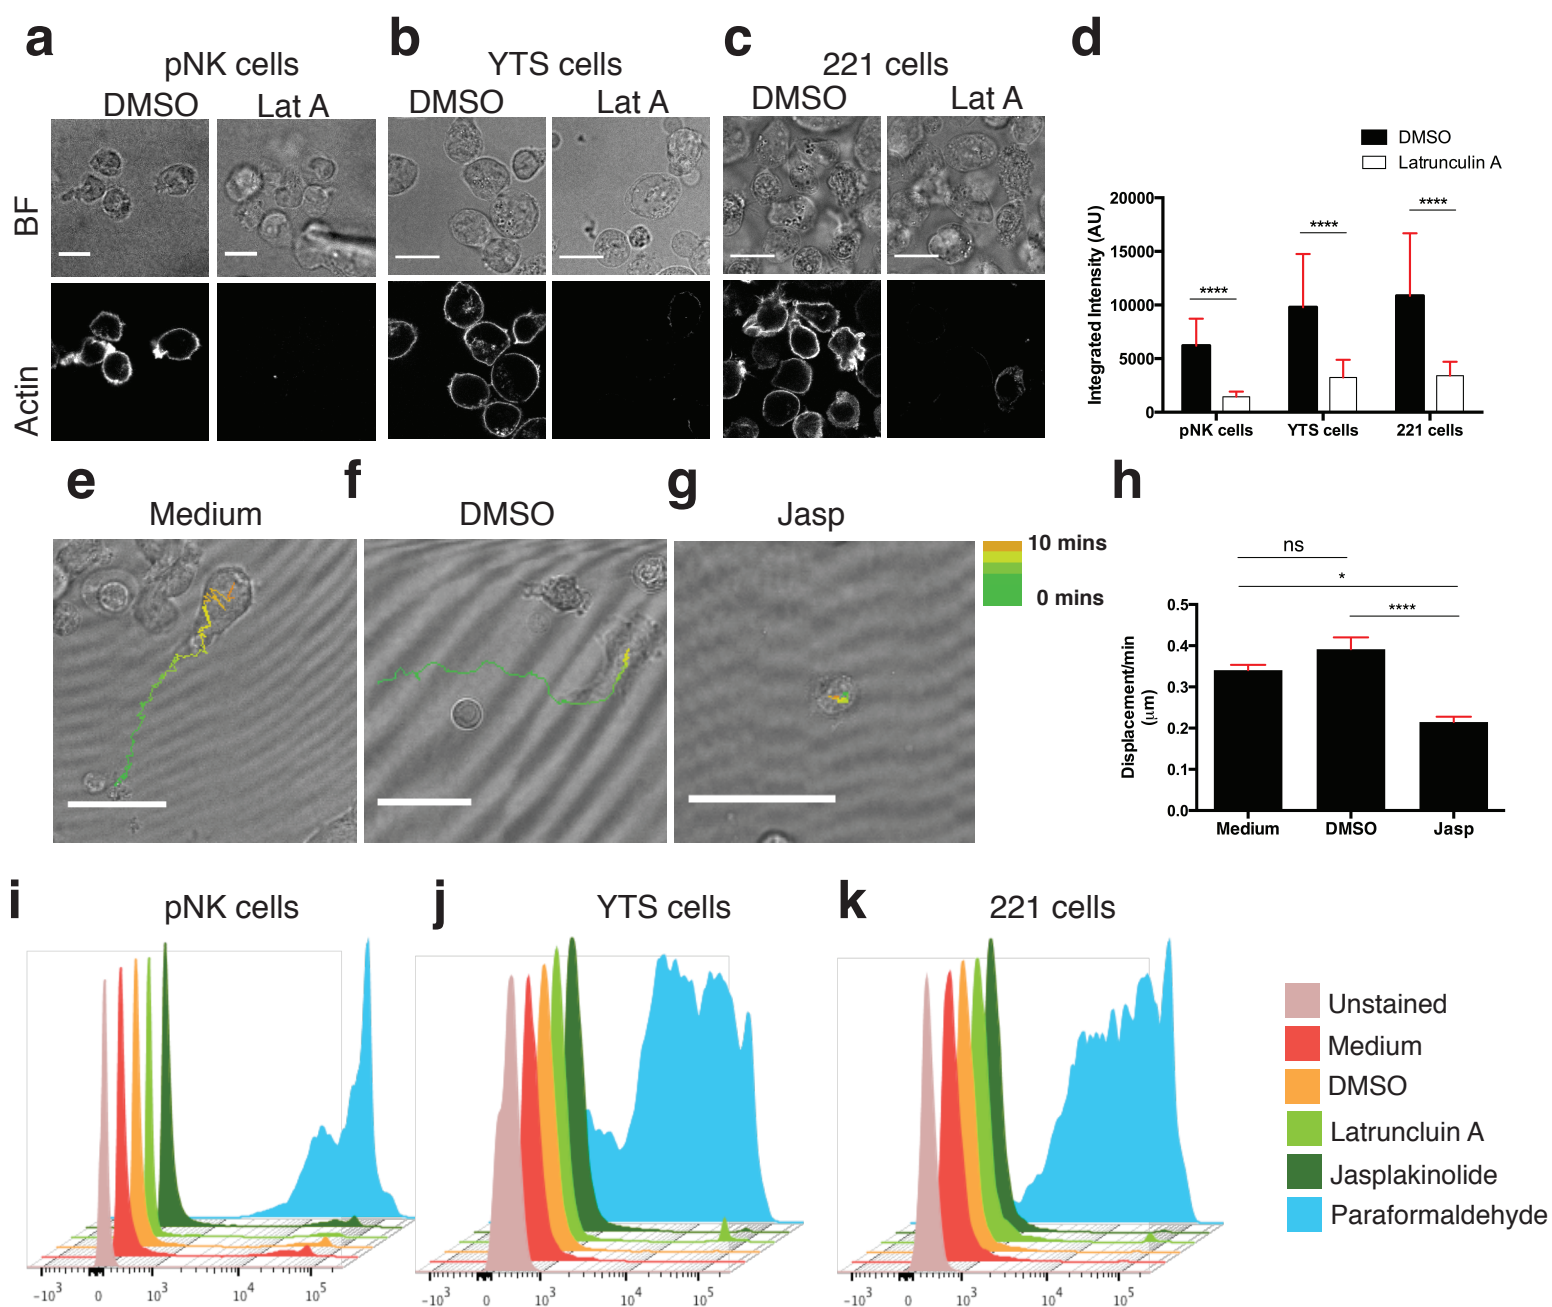 a
b
c
d
pNK cells
YTS cells
221 cells
DMSO
Lat A
DMSO
Lat A
DMSO
Lat A
BF
Actin
DMSO
Latrunculin A
Integrated Intensity (AU)
20000
15000
10000
5000
0
****
****
****
pNK cells
YTS cells
221 cells
e
f
g
h
Medium
DMSO
Jasp
10 mins
0 mins
ns
*
****
Displacement/min
(μm)
0.5
0.4
0.3
0.2
0.1
0.0
Medium
DMSO
Jasp
i
j
k
pNK cells
YTS cells
221 cells
-10³ 0 10³ 10⁴ 10⁵
-10³ 0 10³ 10⁴ 10⁵
-10³ 0 10³ 10⁴ 10⁵
Unstained
Medium
DMSO
Latruncluin A
Jasplakinolide
Paraformaldehyde